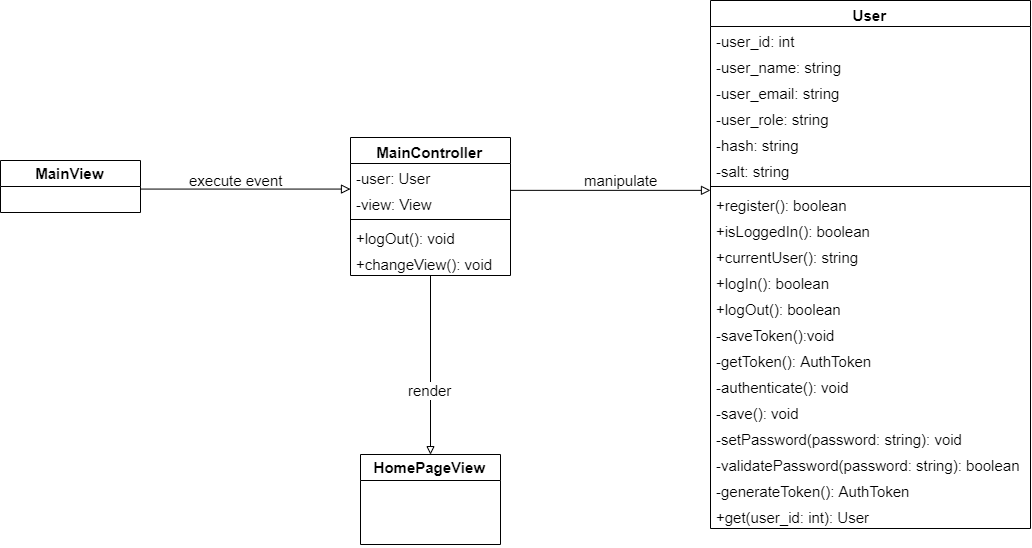 MainView
execute event
MainController
-user: User
-view: View
+logOut(): void
+changeView(): void
manipulate
render
HomePageView
User
-user_id: int
-user_name: string
-user_email: string
-user_role: string
-hash: string
-salt: string
+register(): boolean
+isLoggedIn(): boolean
+currentUser(): string
+logIn(): boolean
+logOut(): boolean
-saveToken():void
-getToken(): AuthToken
-authenticate(): void
-save(): void
-setPassword(password: string): void
-validatePassword(password: string): boolean
-generateToken(): AuthToken
+get(user_id: int): User